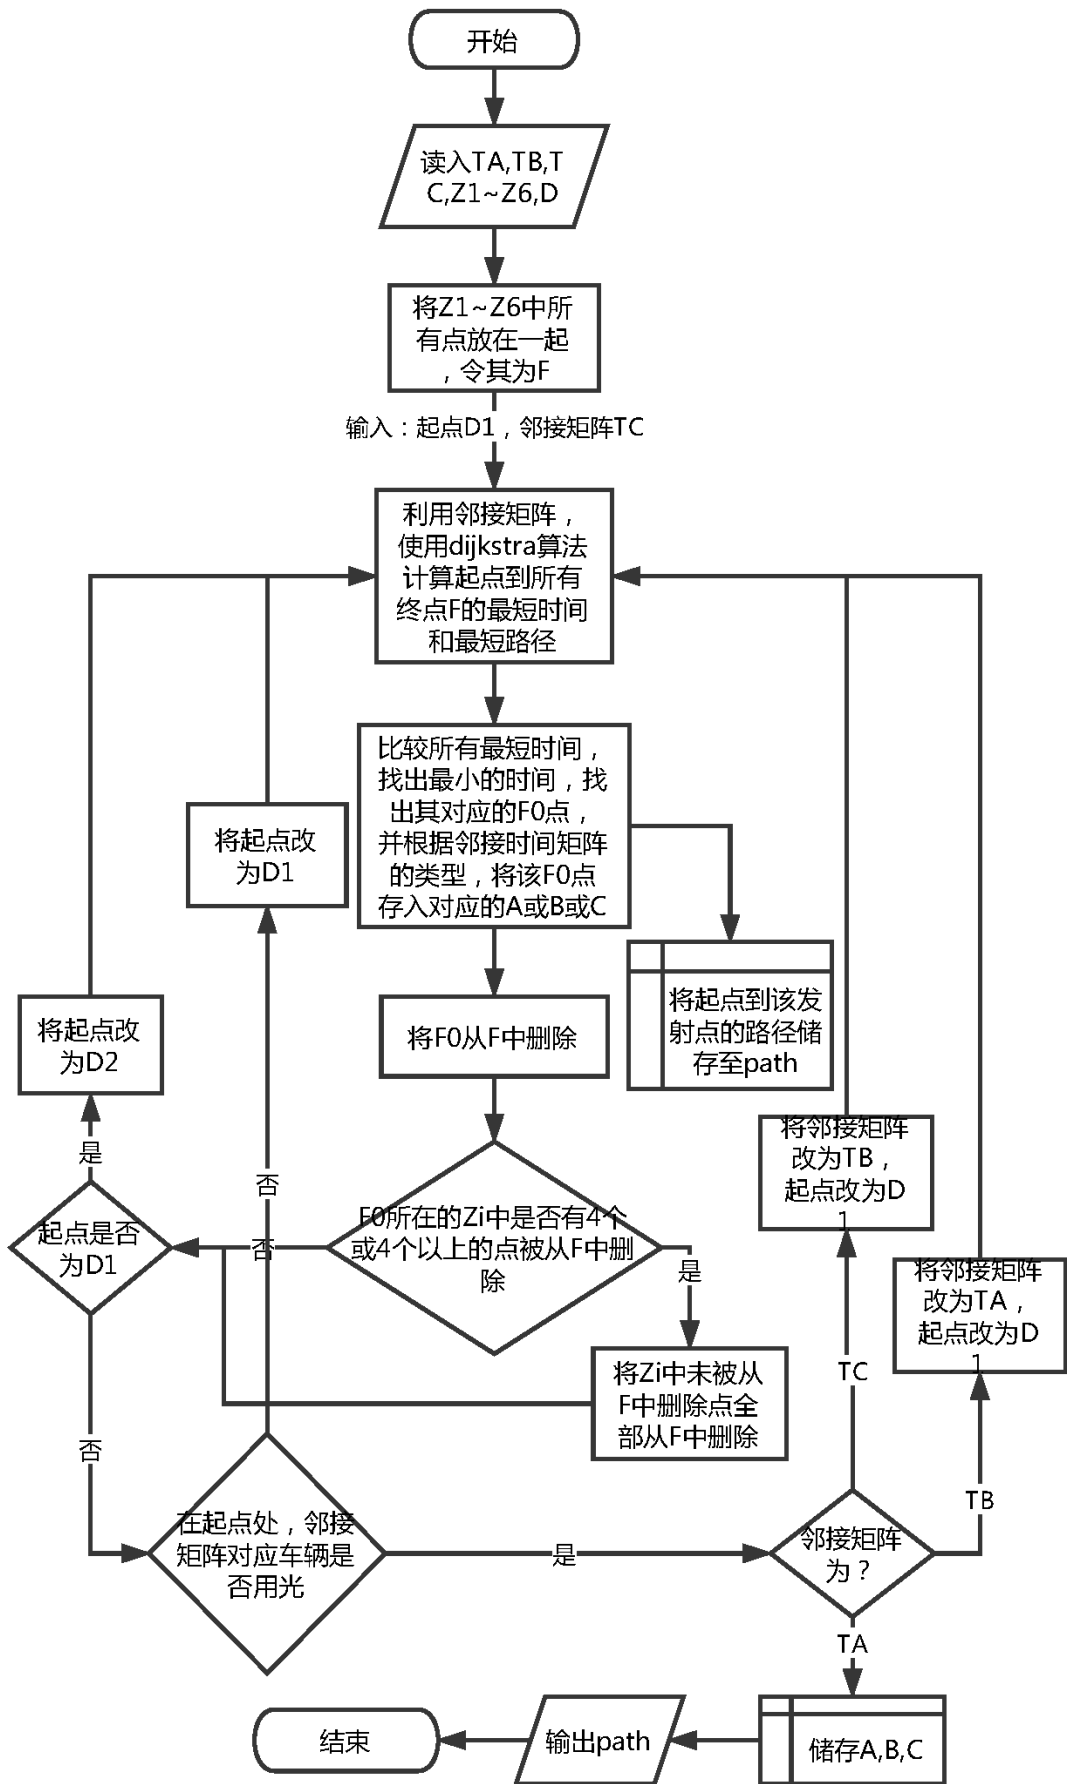 开始
读入TA,TB,T
C,Z1~Z6,D
将Z1~Z6中所
有点放在一起
，令其为F
输入：起点D1，邻接矩阵TC
利用邻接矩阵，
使用dijkstra算法
计算起点到所有
终点F的最短时间
和最短路径
比较所有最短时间，
找出最小的时间，找
出其对应的F0点，
并根据邻接时间矩阵
的类型，将该F0点
存入对应的A或B或C
将起点改
为D1
将起点到该发
射点的路径储
存至path
将起点改
为D2
将F0从F中删除
将邻接矩阵
改为TB，
起点改为D
1
是
否
F0所在的Zi中是否有4个
或4个以上的点被从F中删
除
起点是否
为D1
否
是
将邻接矩阵
改为TA，
起点改为D
1
将Zi中未被从
F中删除点全
部从F中删除
TC
否
TB
在起点处，邻接
矩阵对应车辆是
否用光
是
邻接矩阵
为？
TA
储存A,B,C
输出path
结束